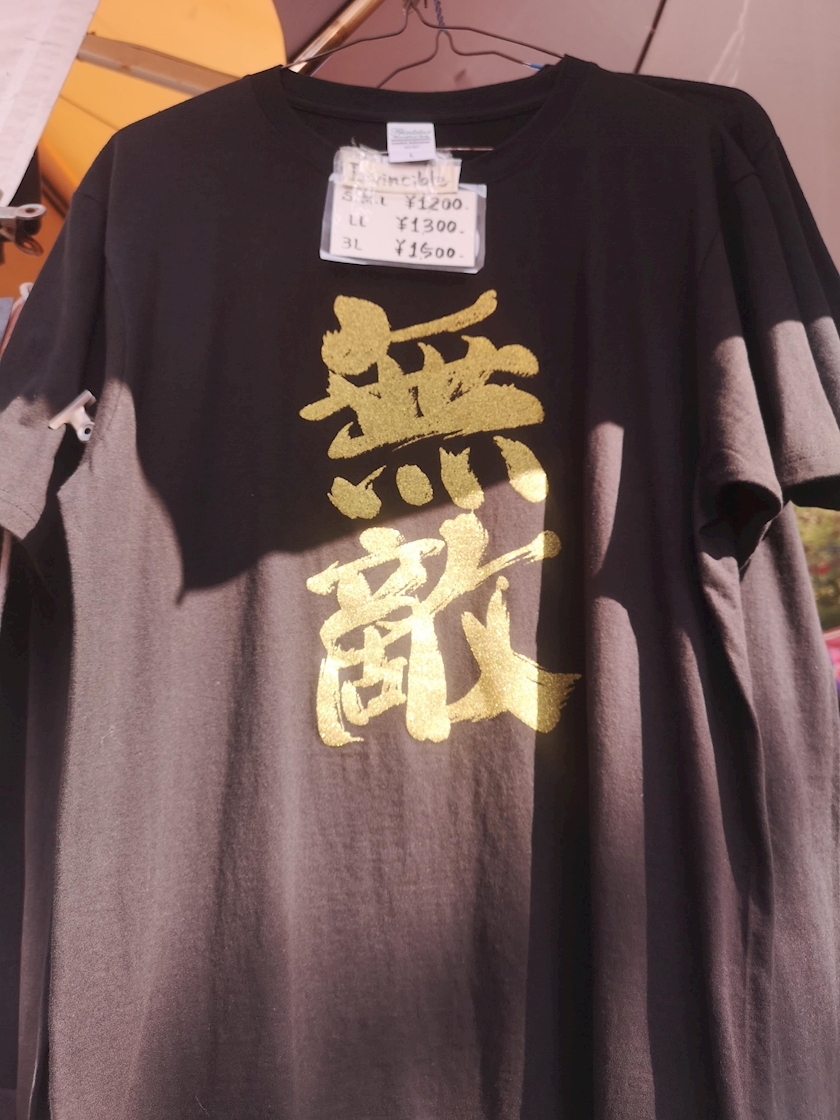 Invincible
S.M.L ¥1200.
LL ¥1300.
3L ¥1500.
無敵